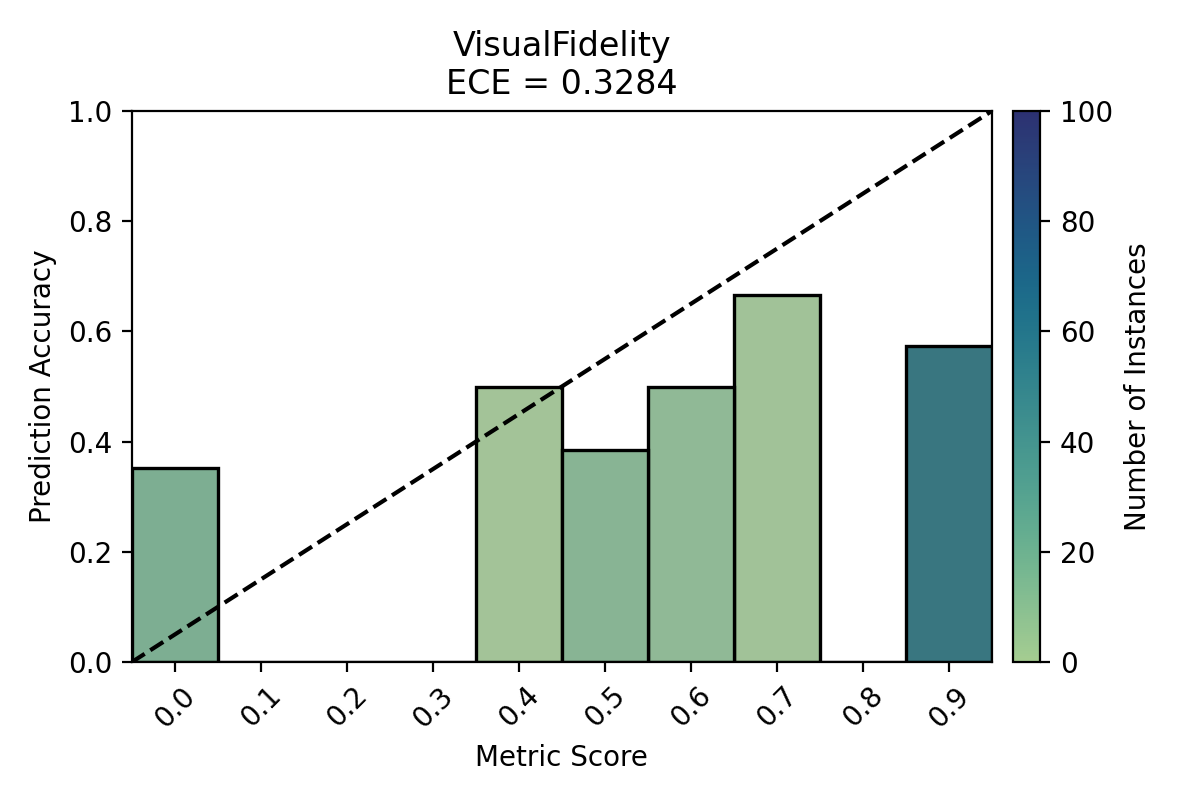 VisualFidelity
ECE = 0.3284
Prediction Accuracy
1.0
0.8
0.6
0.4
0.2
0.0
0.0 0.1 0.2 0.3 0.4 0.5 0.6 0.7 0.8 0.9
Metric Score
100
80
60
40
20
0
Number of Instances